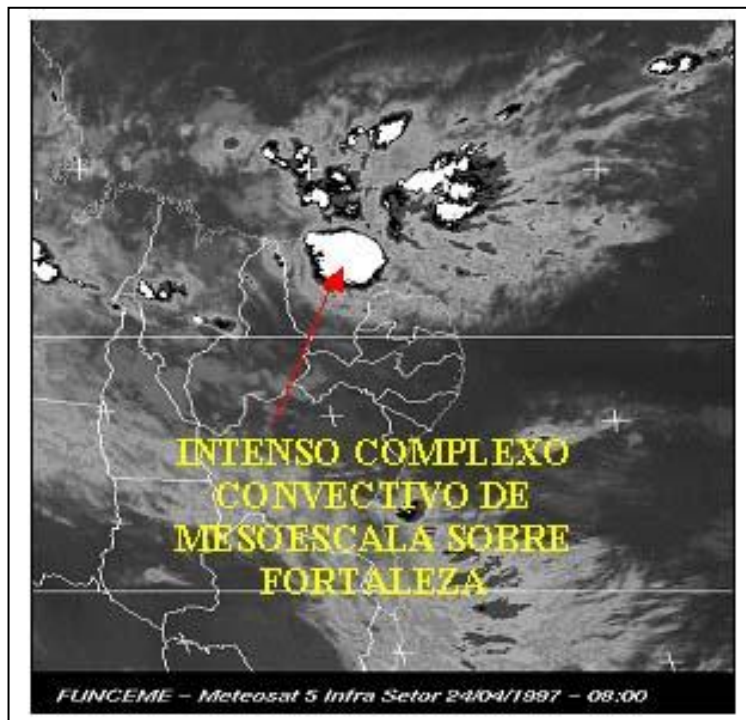 INTENSO COMPLEXO
CONVECTIVO DE
MESOESCALA SOBRE
FORTALEZA
FUNCEME - Meteosat 5 Infra Setor 24/04/1997 - 08:00